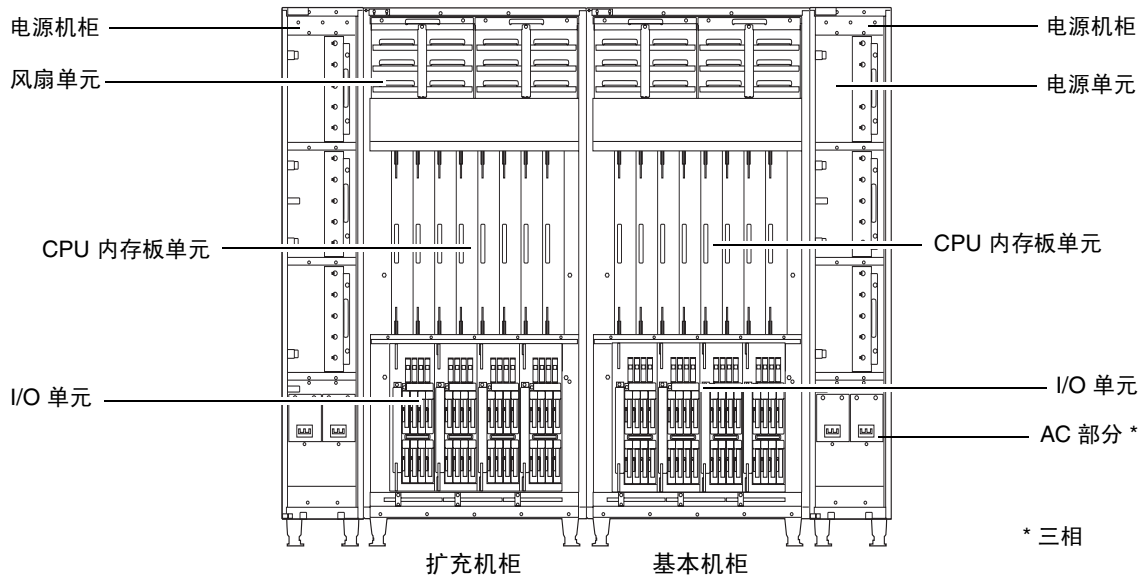 电源机柜
电源机柜
风扇单元
电源单元
CPU 内存板单元
CPU 内存板单元
I/O 单元
I/O 单元
AC 部分 *
* 三相
扩充机柜
基本机柜